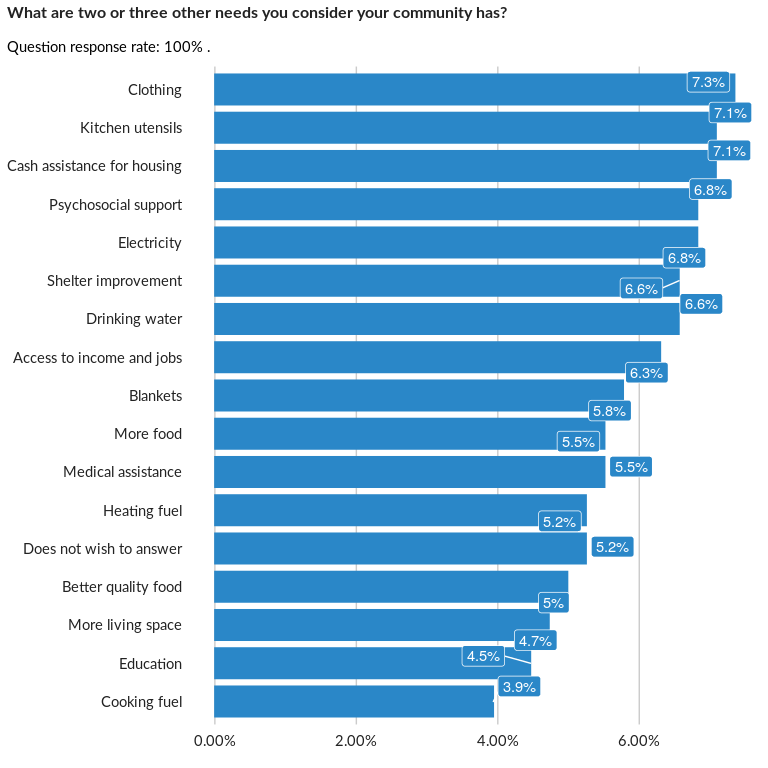 What are two or three other needs you consider your community has?
Question response rate: 100% .
Clothing 7.3%
Kitchen utensils 7.1%
Cash assistance for housing 7.1%
Psychosocial support 6.8%
Electricity 6.8%
Shelter improvement 6.6%
Drinking water 6.6%
Access to income and jobs 6.3%
Blankets 5.8%
More food 5.5%
Medical assistance 5.5%
Heating fuel 5.2%
Does not wish to answer 5.2%
Better quality food 5%
More living space 4.7%
Education 4.5%
Cooking fuel 3.9%
0.00% 2.00% 4.00% 6.00%